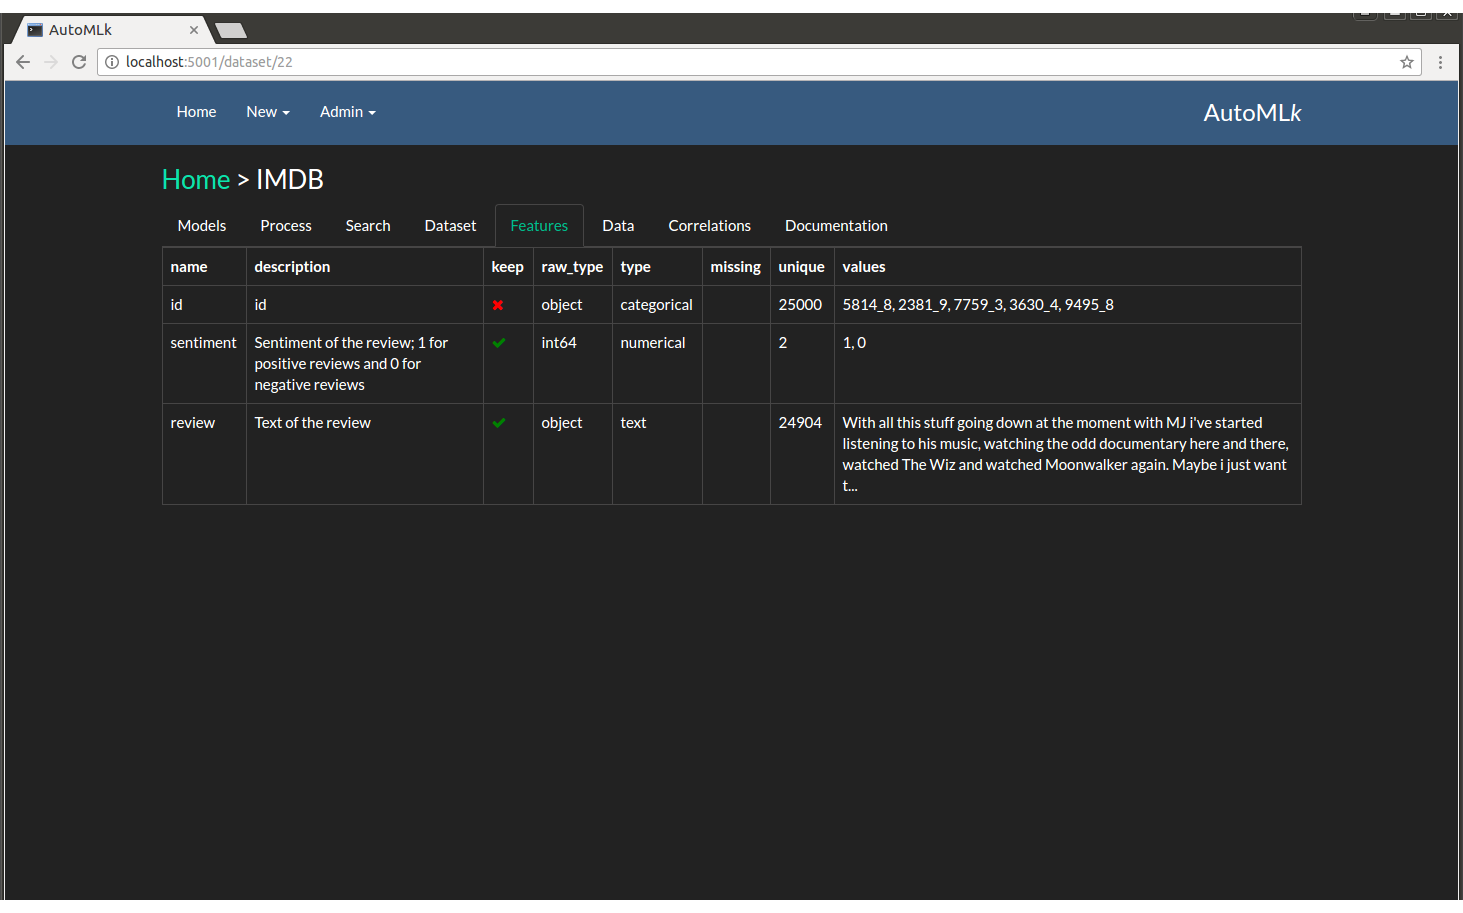 AutoMLk
localhost:5001/dataset/22
Home New Admin AutoMLk
Home > IMDB
Models Process Search Dataset Features Data Correlations Documentation
name description keep raw_type type missing unique values
id id object categorical 25000 5814_8, 2381_9, 7759_3, 3630_4, 9495_8
sentiment Sentiment of the review; 1 for int64 numerical 2 1, 0
positive reviews and 0 for
negative reviews
review Text of the review object text 24904 With all this stuff going down at the moment with MJ i've started
listening to his music, watching the odd documentary here and there,
watched The Wiz and watched Moonwalker again. Maybe i just want
t...